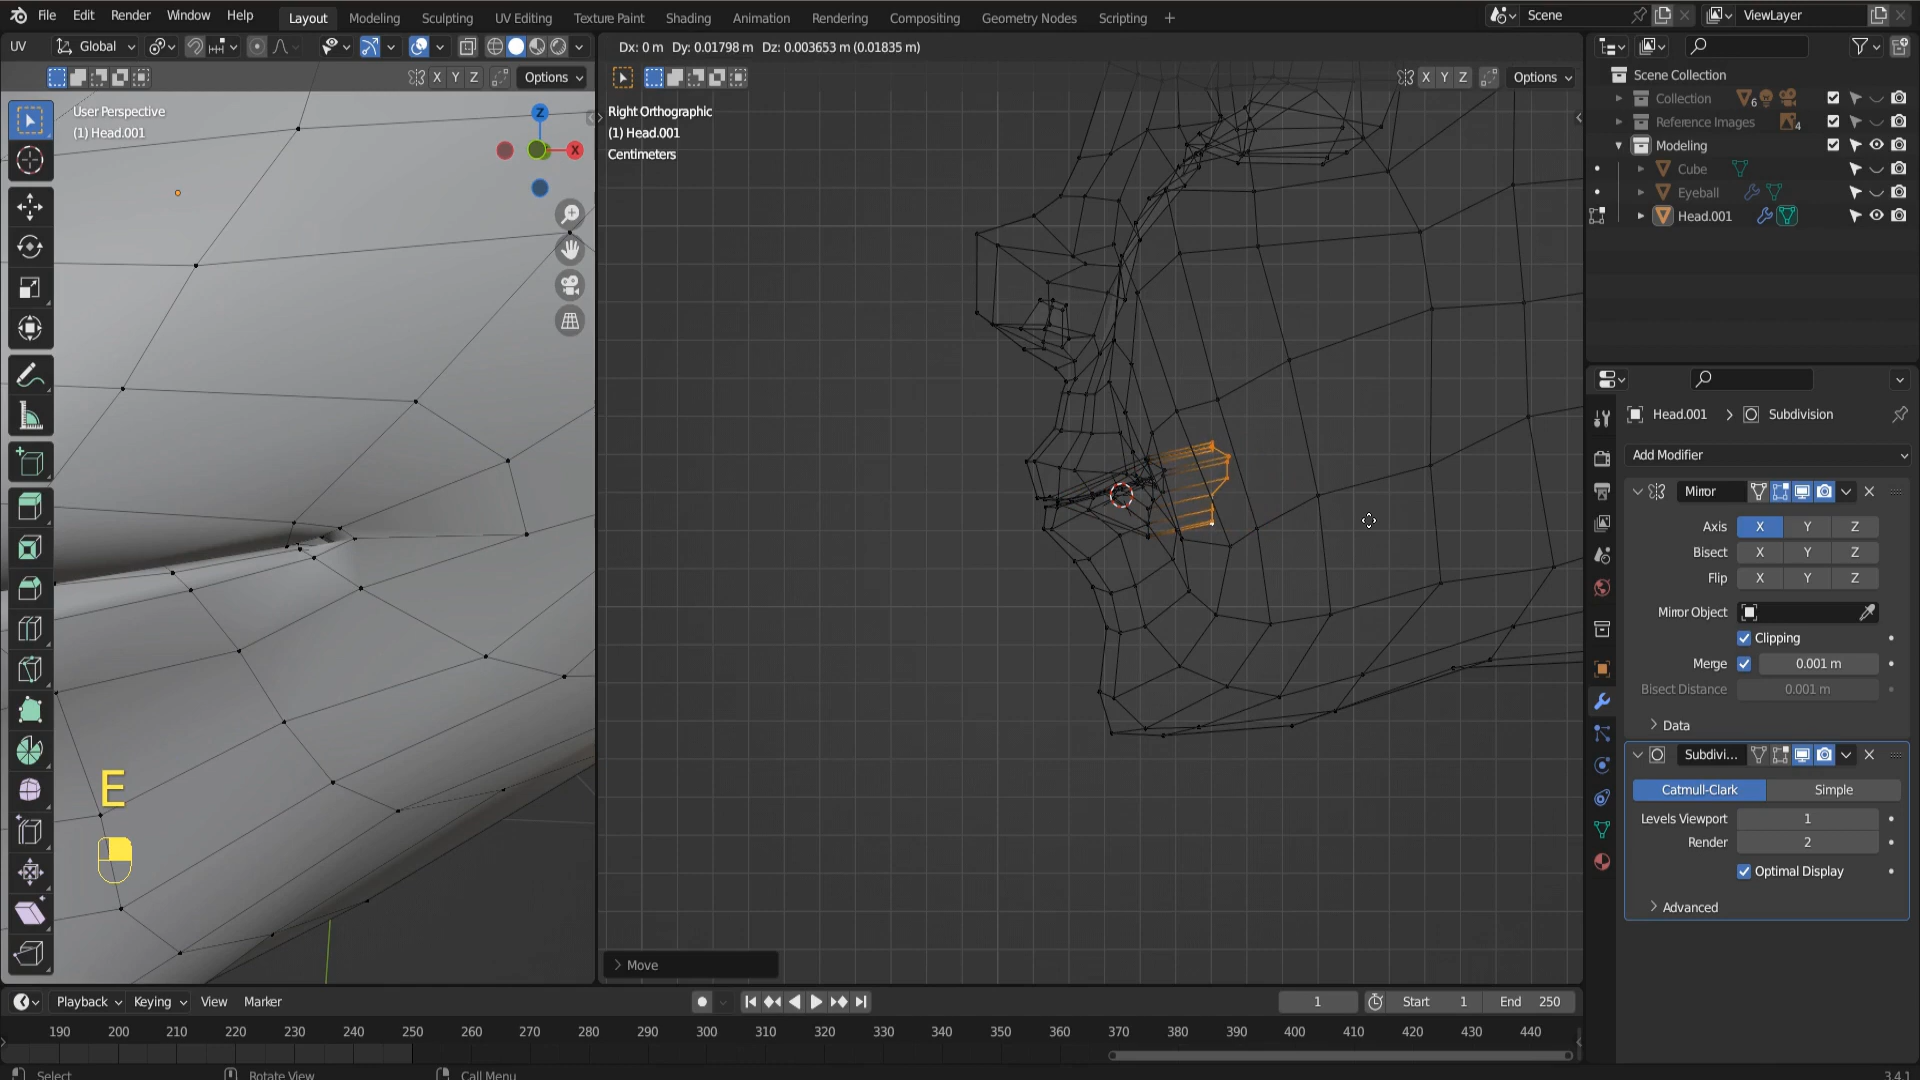 File Edit Render Window Help Layout Modeling Sculpting UV Editing Texture Paint Shading Animation Rendering Compositing Geometry Nodes Scripting + Scene ViewLayer
UV Global Dx: 0 m Dy: 0.01798 m Dz: 0.003653 m (0.01835 m)
X Y Z Options X Y Z Options
User Perspective
(1) Head.001
Z
X
Right Orthographic
(1) Head.001
Centimeters
E
Move
Scene Collection
Collection 6
Reference Images 4
Modeling
Cube
Eyeball
Head.001
Head.001 > Subdivision
Add Modifier
Mirror
Axis X Y Z
Bisect X Y Z
Flip X Y Z
Mirror Object
Clipping
Merge 0.001 m
Bisect Distance 0.001 m
Data
Subdivi...
Catmull-Clark Simple
Levels Viewport 1
Render 2
Optimal Display
Advanced
Playback Keying View Marker 1 Start 1 End 250
190 200 210 220 230 240 250 260 270 280 290 300 310 320 330 340 350 360 370 380 390 400 410 420 430 440
Select Rotate View Call Menu 3.4.1